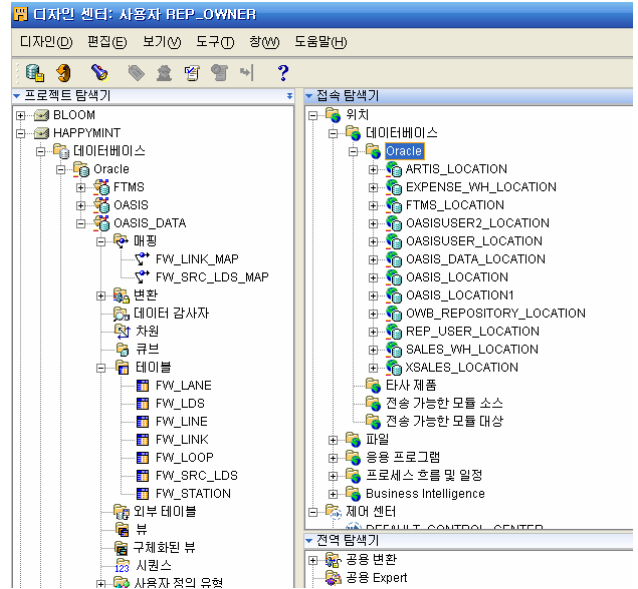 디자인 센터: 사용자 REP_OWNER
디자인(D) 편집(E) 보기(V) 도구(T) 창(W) 도움말(H)
프로젝트 탐색기
BLOOM
HAPPYMINT
데이터베이스
Oracle
FTMS
OASIS
OASIS_DATA
매핑
FW_LINK_MAP
FW_SRC_LDS_MAP
변환
데이터 감사자
차원
큐브
테이블
FW_LANE
FW_LDS
FW_LINE
FW_LINK
FW_LOOP
FW_SRC_LDS
FW_STATION
외부 테이블
뷰
구체화된 뷰
시퀀스
사용자 정의 유형
접속 탐색기
위치
데이터베이스
Oracle
ARTIS_LOCATION
EXPENSE_WH_LOCATION
FTMS_LOCATION
OASISUSER2_LOCATION
OASISUSER_LOCATION
OASIS_DATA_LOCATION
OASIS_LOCATION
OASIS_LOCATION1
OWB_REPOSITORY_LOCATION
REP_USER_LOCATION
SALES_WH_LOCATION
XSALES_LOCATION
타사 제품
전송 가능한 모듈 소스
전송 가능한 모듈 대상
파일
응용 프로그램
프로세스 흐름 및 일정
Business Intelligence
제어 센터
DEFAULT_CONTROL_CENTER
전역 탐색기
공용 변환
공용 Expert